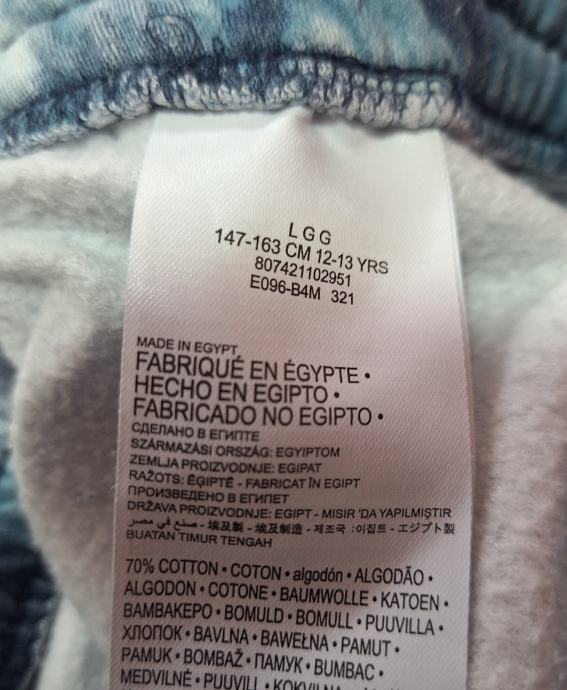 L G G
147-163 CM 12-13 YRS
807421102951
E096-B4M 321
MADE IN EGYPT
FABRIQUÉ EN ÉGYPTE •
HECHO EN EGIPTO •
FABRICADO NO EGIPTO •
СДЕЛАНО В ЕГИПТЕ
SZÁRMAZÁSI ORSZÁG: EGYIPTOM
ZEMLJA PROIZVODNJE: EGIPAT
RAŽOTS: ĒĢIPTĒ - FABRICAT ÎN EGIPT
ПРОИЗВЕДЕНО В ЕГИПЕТ
DRŽAVA PROIZVODNJE: EGIPT - MISIR 'DA YAPILMIŞTIR
صنع في مصر - 埃及製 - 埃及制造 - 제조국 :이집트 - エジプト製
BUATAN TIMUR TENGAH
70% COTTON • COTON • algodón • ALGODÃO •
ALGODON • COTONE • BAUMWOLLE • KATOEN •
ΒΑΜΒΑΚΕΡΟ • BOMULD • BOMULL • PUUVILLA •
ХЛОПОК • BAVLNA • BAWEŁNA • PAMUT •
PAMUK • BOMBAŽ • ПАМУК • BUMBAC •
MEDVILNĖ • PUUVILL • KOKVILNA •